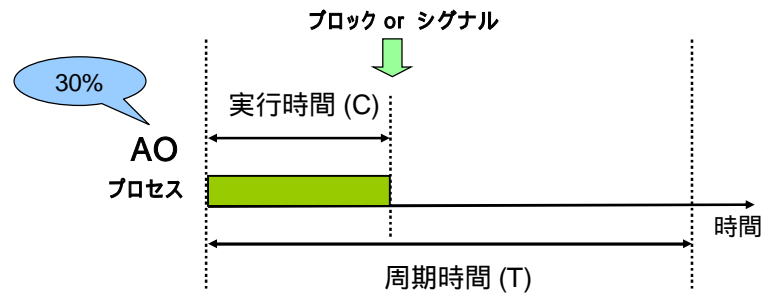 ブロック or シグナル
30%
実行時間 (C)
AO
プロセス
時間
周期時間 (T)